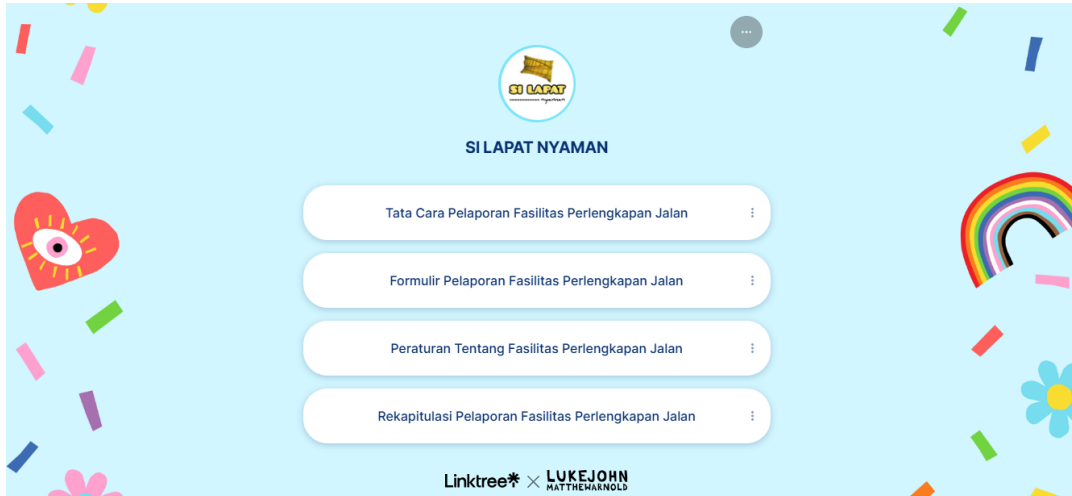 SI LAPAT
nyaman
SI LAPAT NYAMAN
Tata Cara Pelaporan Fasilitas Perlengkapan Jalan
Formulir Pelaporan Fasilitas Perlengkapan Jalan
Peraturan Tentang Fasilitas Perlengkapan Jalan
Rekapitulasi Pelaporan Fasilitas Perlengkapan Jalan
Linktree* × LUKEJOHN
MATTHEWARNOLD